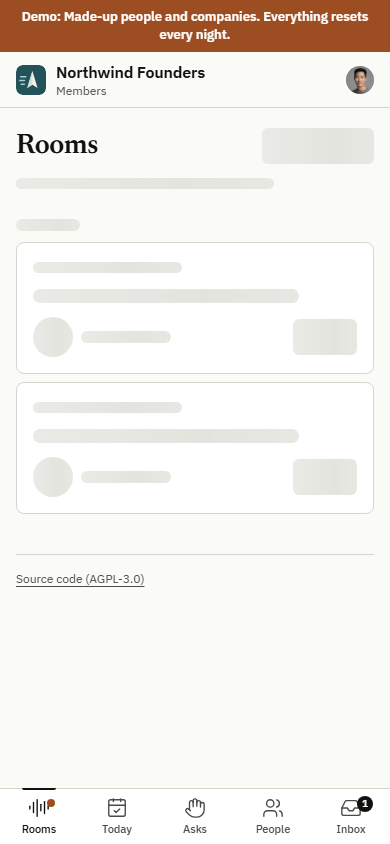 Demo: Made-up people and companies. Everything resets
every night.
Northwind Founders
Members
Rooms
Source code (AGPL-3.0)
Rooms
Today
Asks
People
1
Inbox